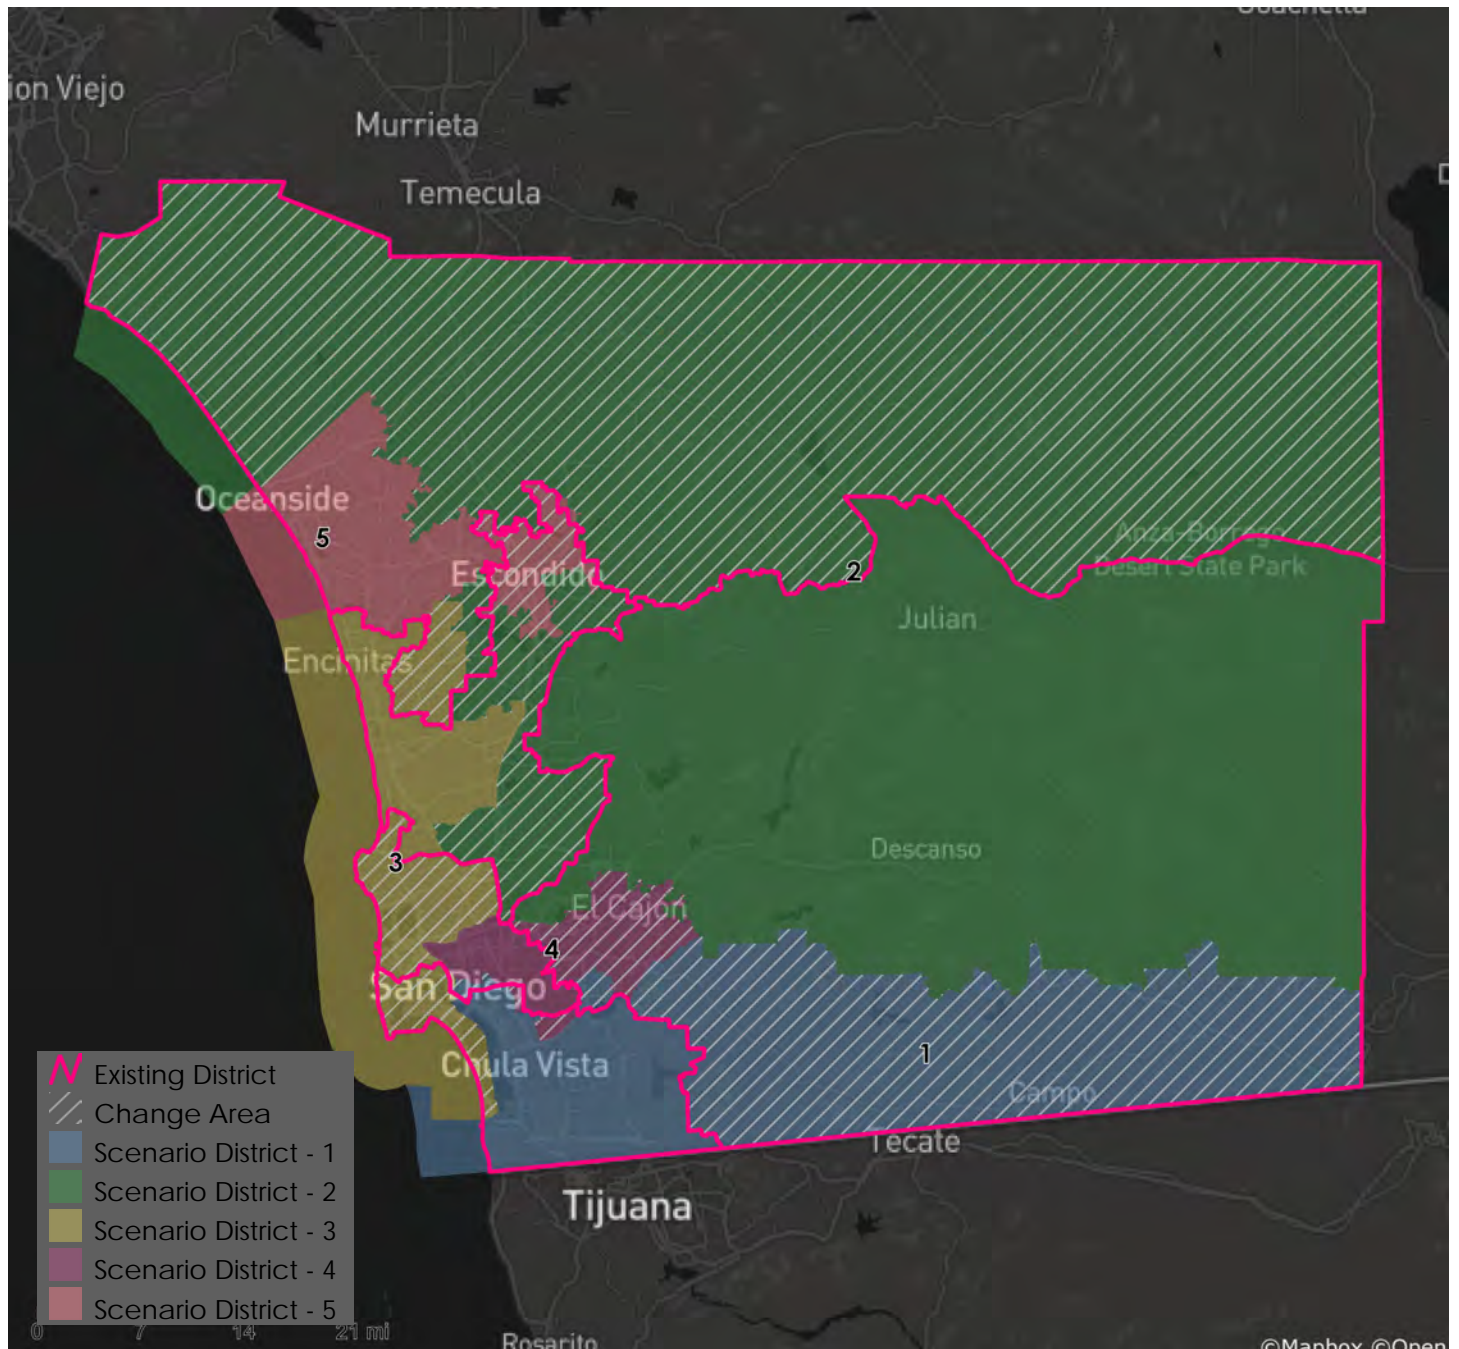 ion Viejo
Murrieta
Temecula
Oceanside
5
Anza-Borrego
Desert State Park
Escondido
2
Julian
Encinitas
Descanso
3
El Cajon
4
San Diego
Chula Vista
1
Campo
Tecate
Tijuana
Existing District
Change Area
Scenario District - 1
Scenario District - 2
Scenario District - 3
Scenario District - 4
Scenario District - 5
0 7 14 21 mi
Rosarito
©Mapbox ©Open